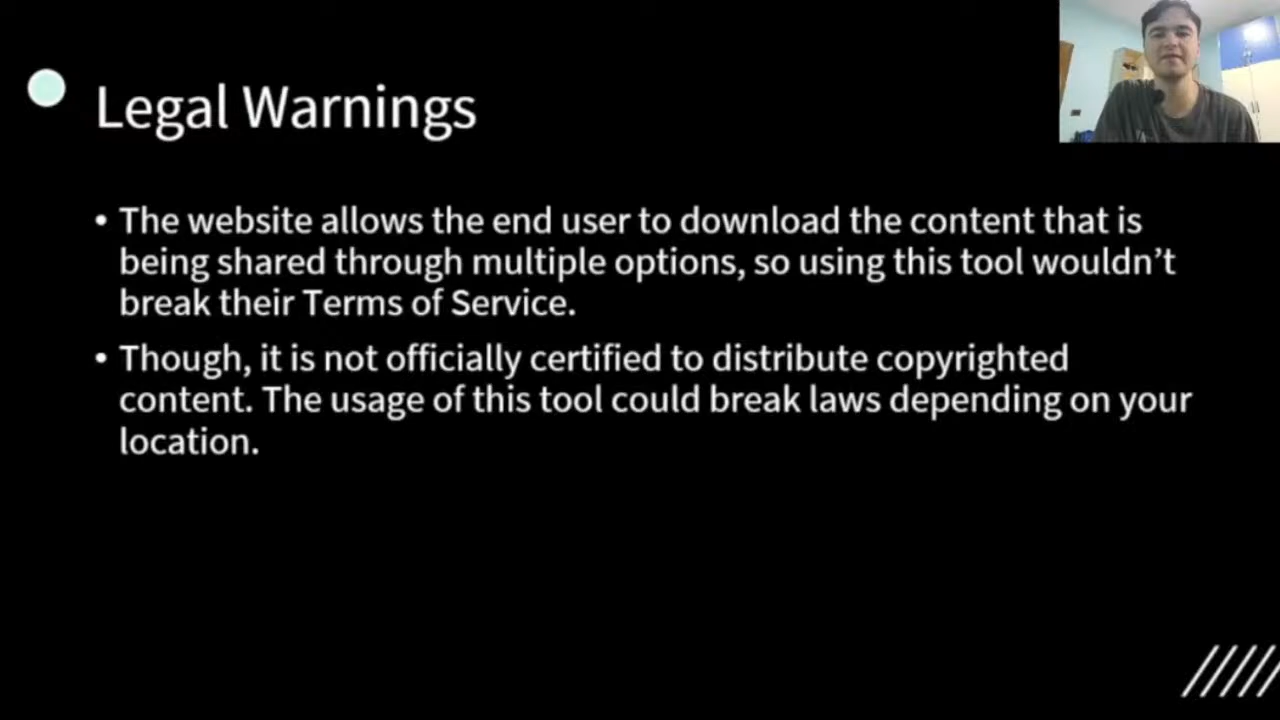 Legal Warnings
• The website allows the end user to download the content that is
being shared through multiple options, so using this tool wouldn’t
break their Terms of Service.
• Though, it is not officially certified to distribute copyrighted
content. The usage of this tool could break laws depending on your
location.